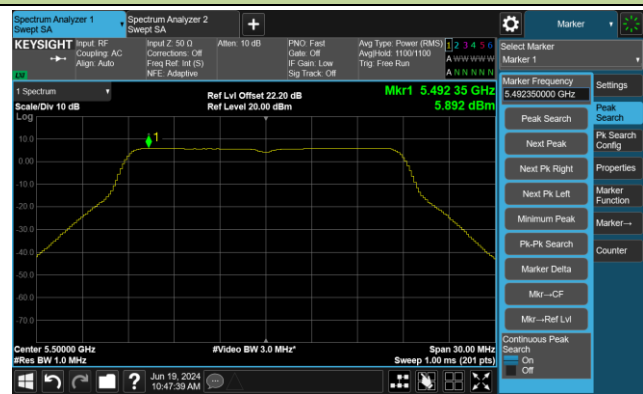 Spectrum Analyzer 1
Swept SA
Spectrum Analyzer 2
Swept SA
+
Marker
KEYSIGHT
Input: RF
Coupling: AC
Align: Auto
Input Z: 50 Ω
Corrections: Off
Freq Ref: Int (S)
NFE: Adaptive
Atten: 10 dB
PNO: Fast
Gate: Off
IF Gain: Low
Sig Track: Off
Avg Type: Power (RMS)
Avg|Hold: 1100/1100
Trig: Free Run
1 2 3 4 5 6
A W W W W W
A N N N N N
LW
Select Marker
Marker 1
1 Spectrum
Scale/Div 10 dB
Log
Ref Lvl Offset 22.20 dB
Ref Level 20.00 dBm
Mkr1 5.492 35 GHz
5.892 dBm
1
10.0
0.00
-10.0
-20.0
-30.0
-40.0
-50.0
-60.0
-70.0
Center 5.50000 GHz
#Res BW 1.0 MHz
#Video BW 3.0 MHz*
Span 30.00 MHz
Sweep 1.00 ms (201 pts)
Marker Frequency
5.492350000 GHz
Peak Search
Next Peak
Next Pk Right
Next Pk Left
Minimum Peak
Pk-Pk Search
Marker Delta
Mkr→CF
Mkr→Ref Lvl
Continuous Peak
Search
On
Off
Settings
Peak
Search
Pk Search
Config
Properties
Marker
Function
Marker→
Counter
?
Jun 19, 2024
10:47:39 AM